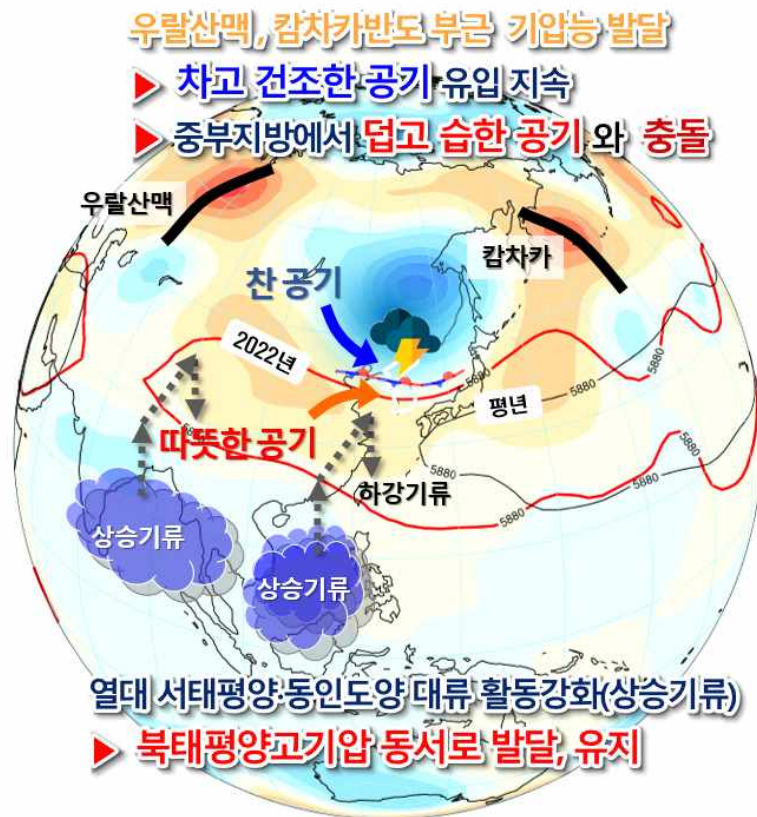 우랄산맥, 캄차카반도 부근 기압능 발달
▶ 차고 건조한 공기 유입 지속
▶ 중부지방에서 덥고 습한 공기 와 충돌
우랄산맥
캄차카
찬 공기
2022년
5880
평년
5880
따뜻한 공기
5880
5880
하강기류
5880
상승기류
상승기류
열대 서태평양·동인도양 대류 활동강화(상승기류)
▶ 북태평양고기압 동서로 발달, 유지